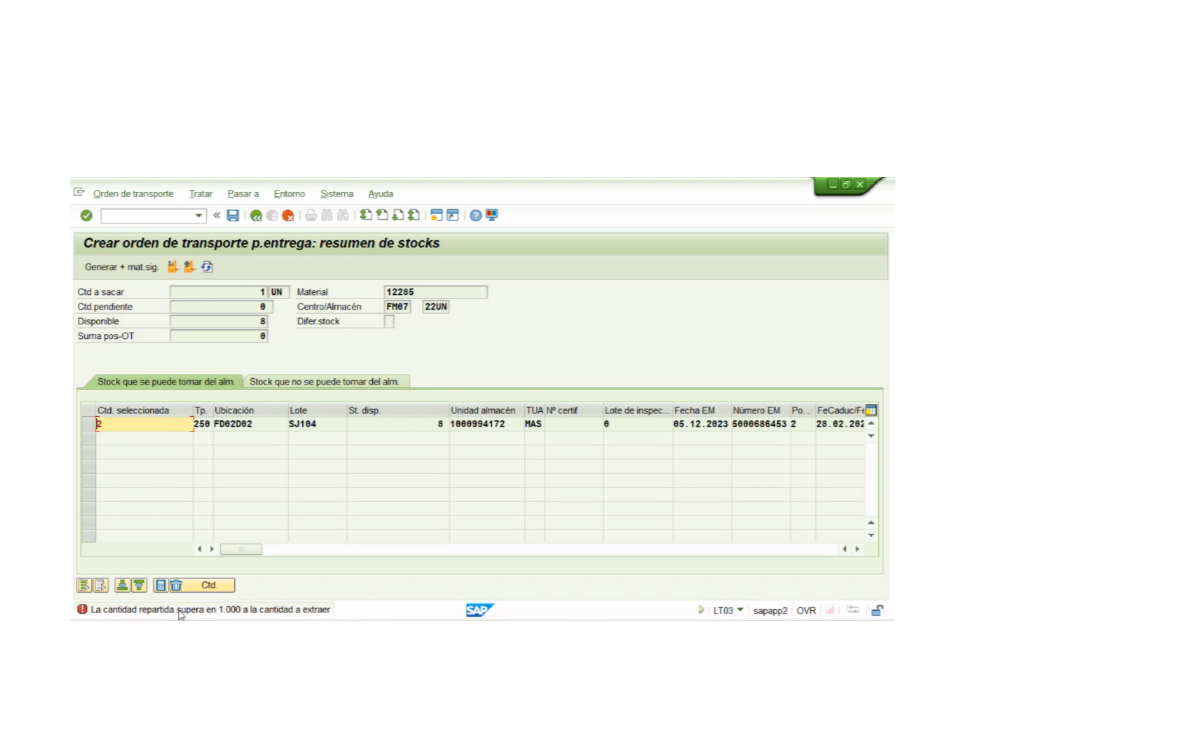 Orden de transporte Tratar Pasar a Entorno Sistema Ayuda
Crear orden de transporte p.entrega: resumen de stocks
Generar + mat.sig.
Ctd a sacar 1 UN Material 12285
Ctd.pendiente 0 Centro/Almacén FM07 22UN
Disponible 8 Difer.stock
Suma pos-OT 0
Stock que se puede tomar del alm. Stock que no se puede tomar del alm.
Ctd. seleccionada Tp. Ubicación Lote St. disp. Unidad almacén TUA Nº certif Lote de inspec... Fecha EM Número EM Po... FeCaduc/Fe
2 250 FD02D02 SJ104 8 1000994172 MAS 0 05.12.2023 5000686453 2 28.02.202
Ctd.
La cantidad repartida supera en 1.000 a la cantidad a extraer SAP LT03 sapapp2 OVR